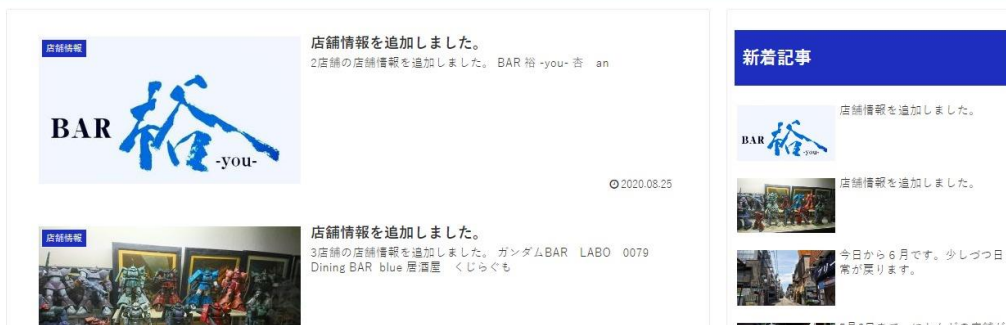 店舗情報
BAR 裕 -you-
店舗情報を追加しました。
2店舗の店舗情報を追加しました。 BAR 裕 -you- 杏 an
2020.08.25
店舗情報
店舗情報を追加しました。
3店舗の店舗情報を追加しました。 ガンダムBAR LABO 0079
Dining BAR blue 居酒屋 くじらぐも
新着記事
BAR 裕 -you-
店舗情報を追加しました。
店舗情報を追加しました。
今日から6月です。少しづつ日
常が戻ります。